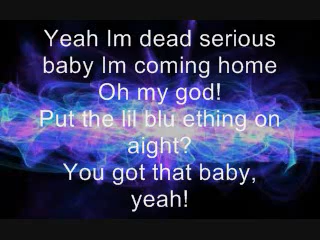 Yeah Im dead serious
baby Im coming home
Oh my god!
Put the lil blu ething on
aight?
You got that baby,
yeah!